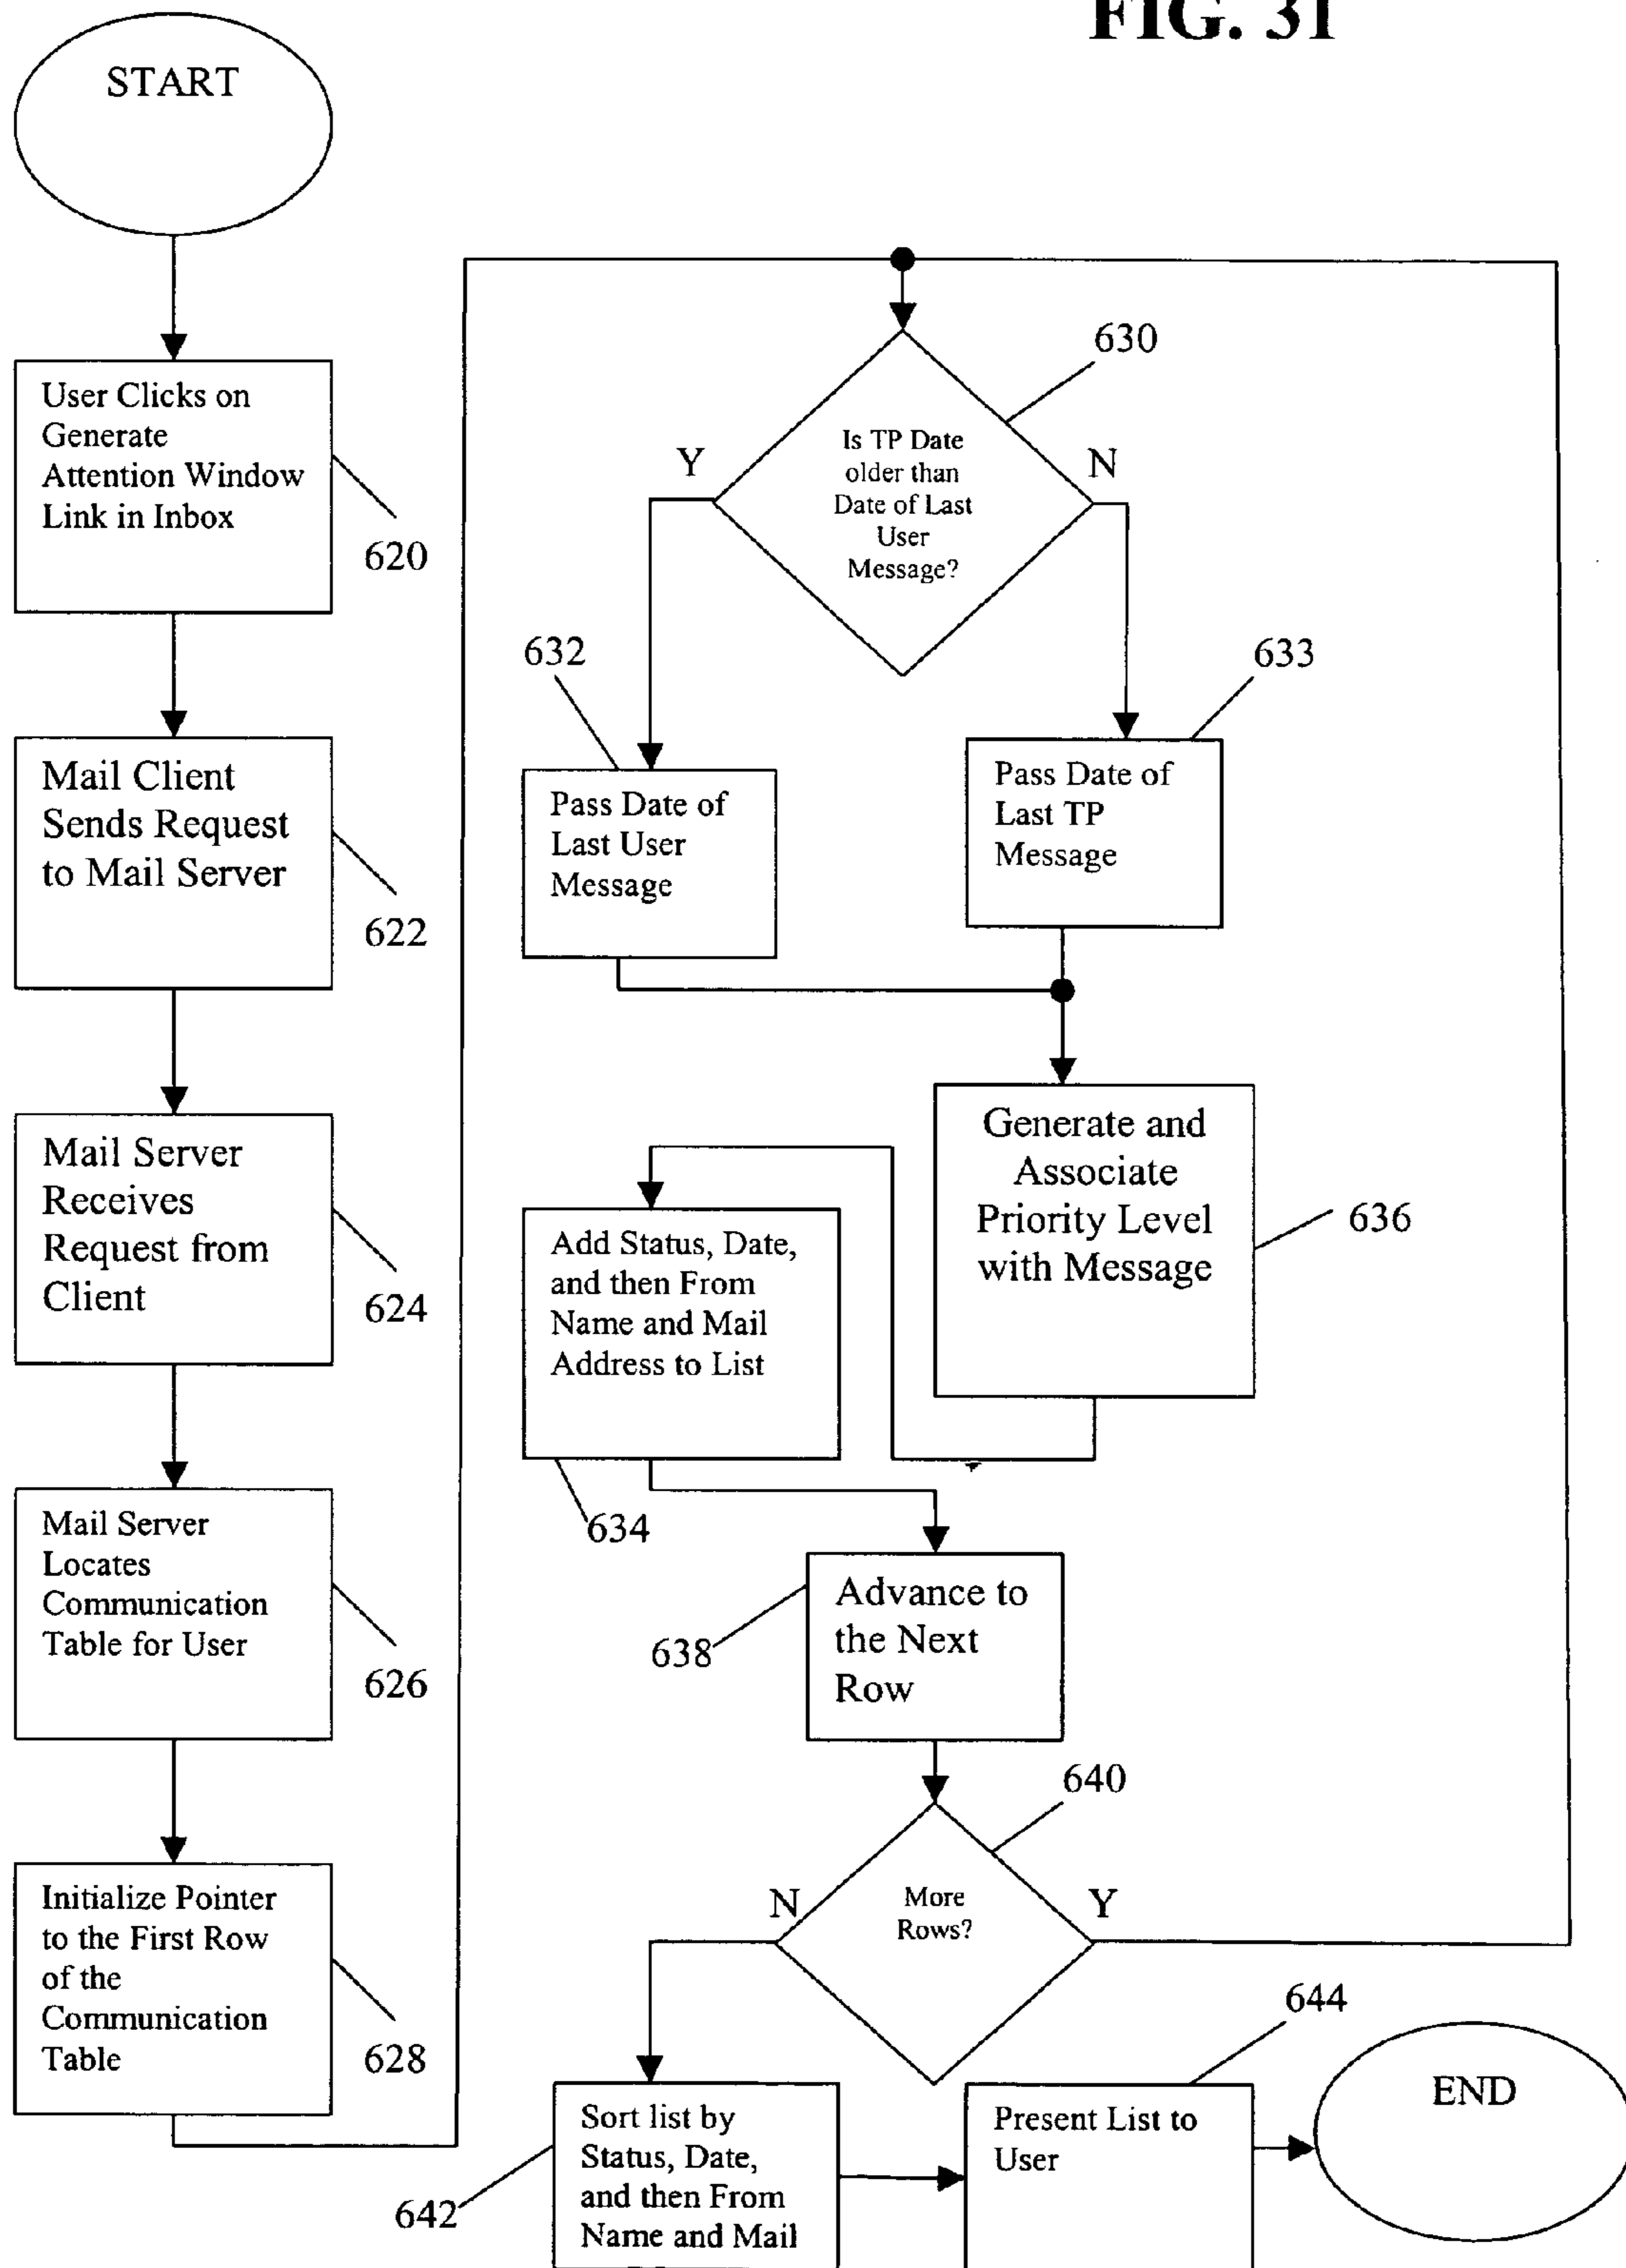 FIG. 31
START
User Clicks on
Generate
Attention Window
Link in Inbox
620
Mail Client
Sends Request
to Mail Server
622
Mail Server
Receives
Request from
Client
624
Mail Server
Locates
Communication
Table for User
626
Initialize Pointer
to the First Row
of the
Communication
Table
628
630
Is TP Date
older than
Date of Last
User
Message?
Y
N
632
Pass Date of
Last User
Message
633
Pass Date of
Last TP
Message
Generate and
Associate
Priority Level
with Message
636
Add Status, Date,
and then From
Name and Mail
Address to List
634
Advance to
the Next
Row
638
640
More
Rows?
N
Y
Sort list by
Status, Date,
and then From
Name and Mail
642
644
Present List to
User
END